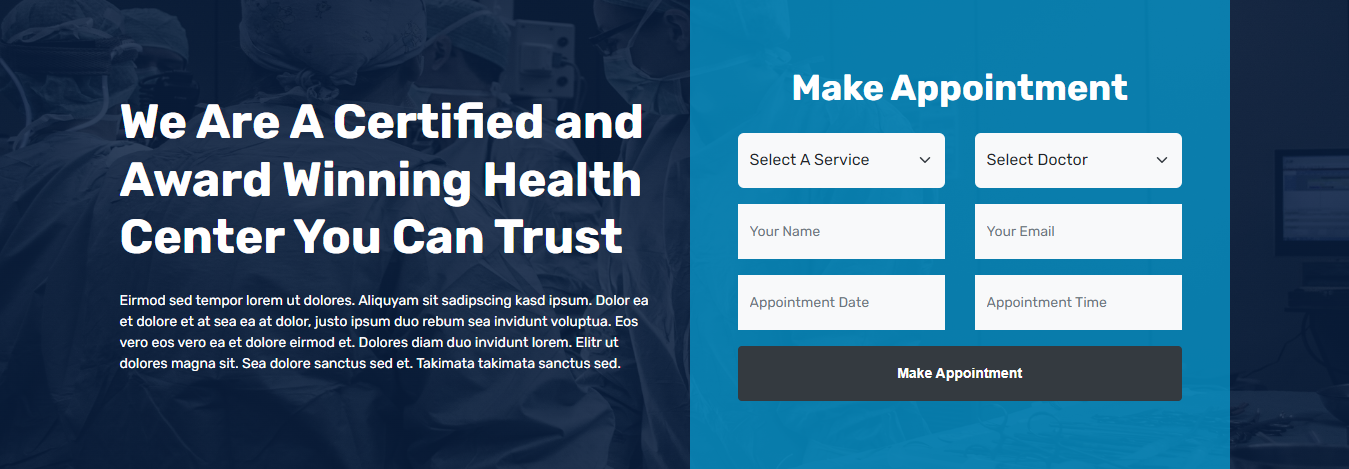 We Are A Certified and
Award Winning Health
Center You Can Trust
Eirmod sed tempor lorem ut dolores. Aliquyam sit sadipscing kasd ipsum. Dolor ea
et dolore et at sea ea at dolor, justo ipsum duo rebum sea invidunt voluptua. Eos
vero eos vero ea et dolore eirmod et. Dolores diam duo invidunt lorem. Elitr ut
dolores magna sit. Sea dolore sanctus sed et. Takimata takimata sanctus sed.
Make Appointment
Select A Service
Select Doctor
Your Name
Your Email
Appointment Date
Appointment Time
Make Appointment